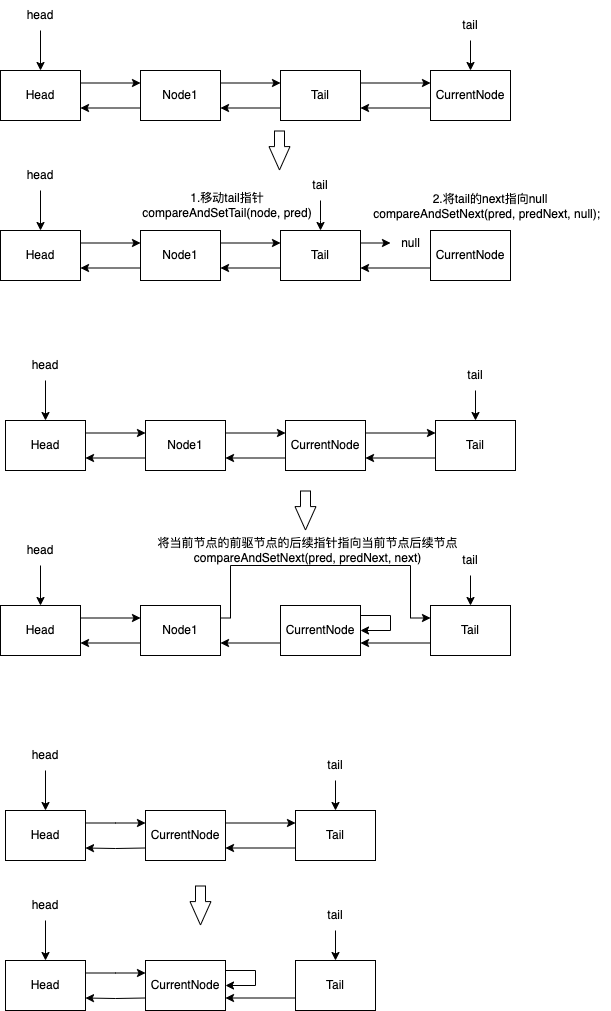 head
tail
Head
Node1
Tail
CurrentNode
head
1.移动tail指针
compareAndSetTail(node, pred)
tail
2.将tail的next指向null
compareAndSetNext(pred, predNext, null);
Head
Node1
Tail
null
CurrentNode
head
tail
Head
Node1
CurrentNode
Tail
将当前节点的前驱节点的后续指针指向当前节点后续节点
compareAndSetNext(pred, predNext, next)
head
tail
Head
Node1
CurrentNode
Tail
head
tail
Head
CurrentNode
Tail
head
tail
Head
CurrentNode
Tail